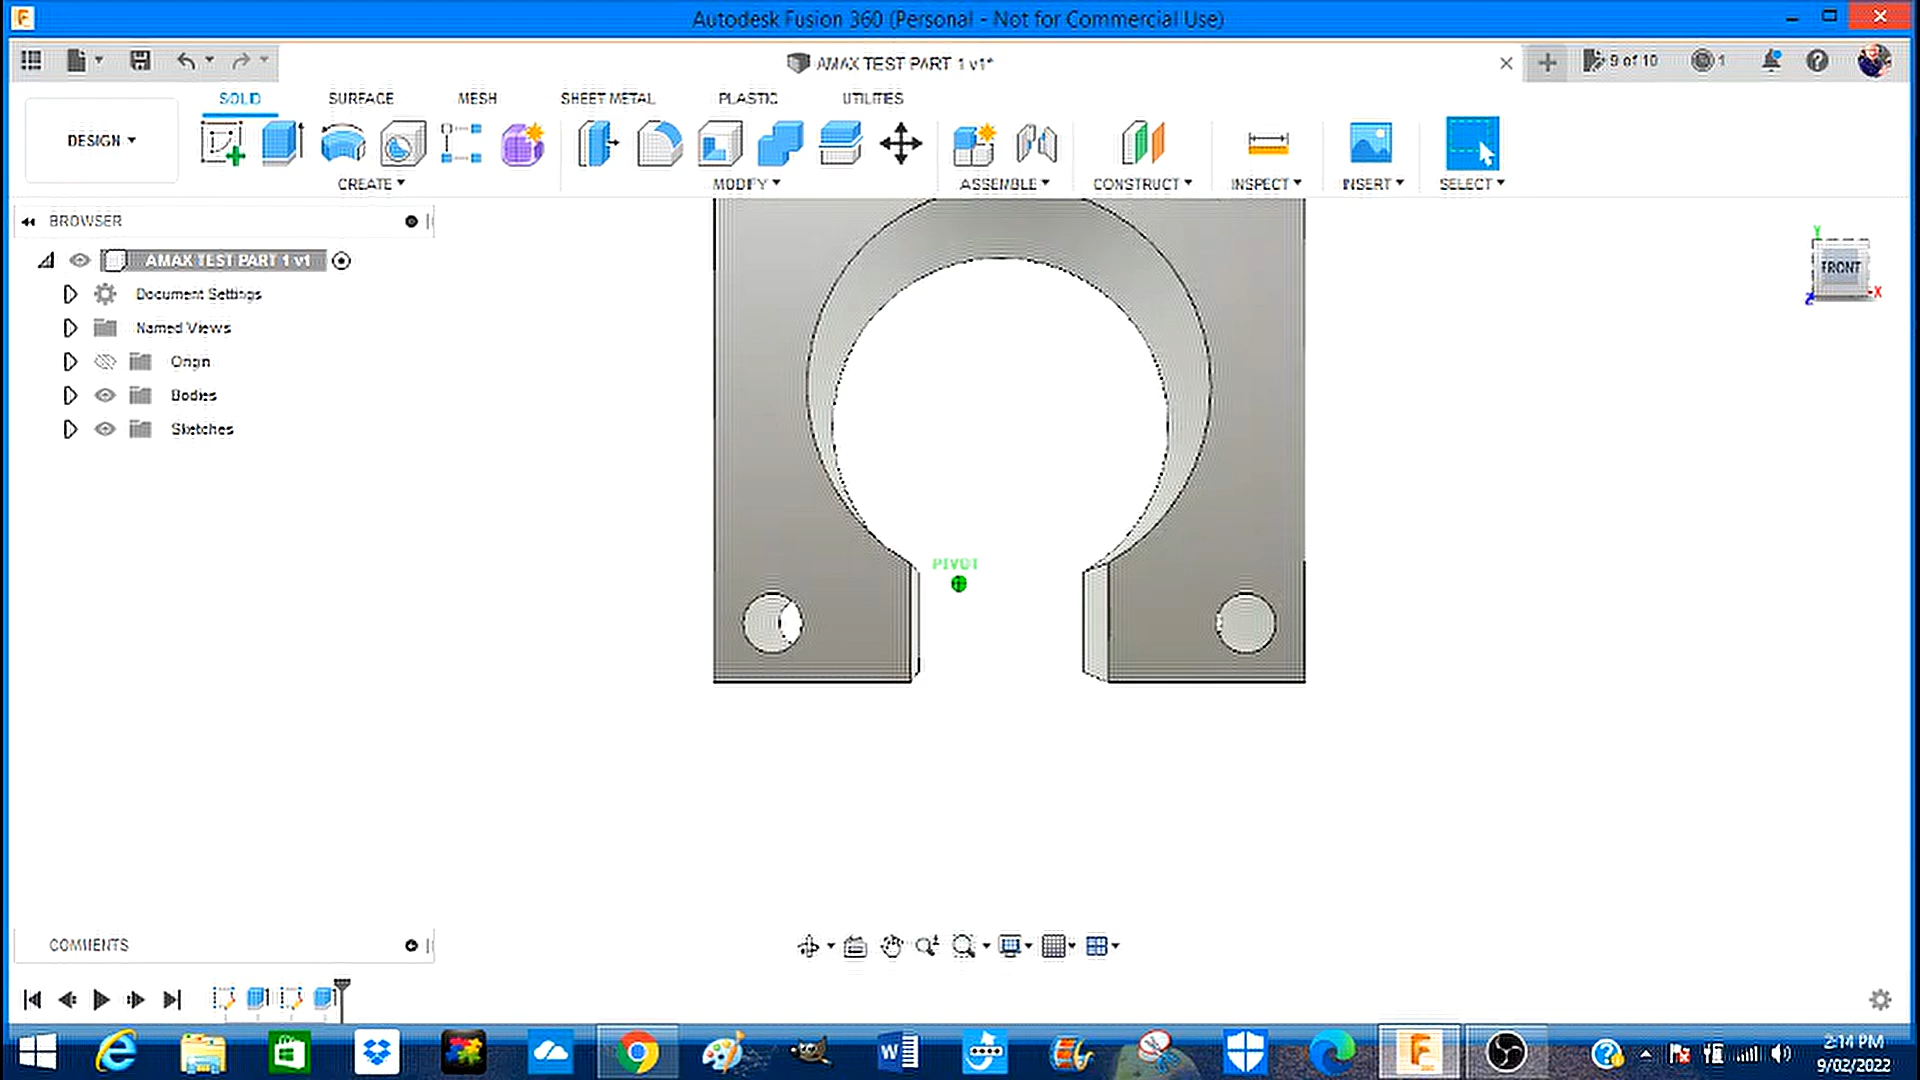 Autodesk Fusion 360 (Personal - Not for Commercial Use)
AMAX TEST PART 1 v1*
9 of 10
1
SOLID SURFACE MESH SHEET METAL PLASTIC UTILITIES
DESIGN
CREATE MODIFY ASSEMBLE CONSTRUCT INSPECT INSERT SELECT
BROWSER
AMAX TEST PART 1 v1
Document Settings
Named Views
Origin
Bodies
Sketches
Y
FRONT
X
Z
PIVOT
COMMENTS
2:14 PM
9/02/2022